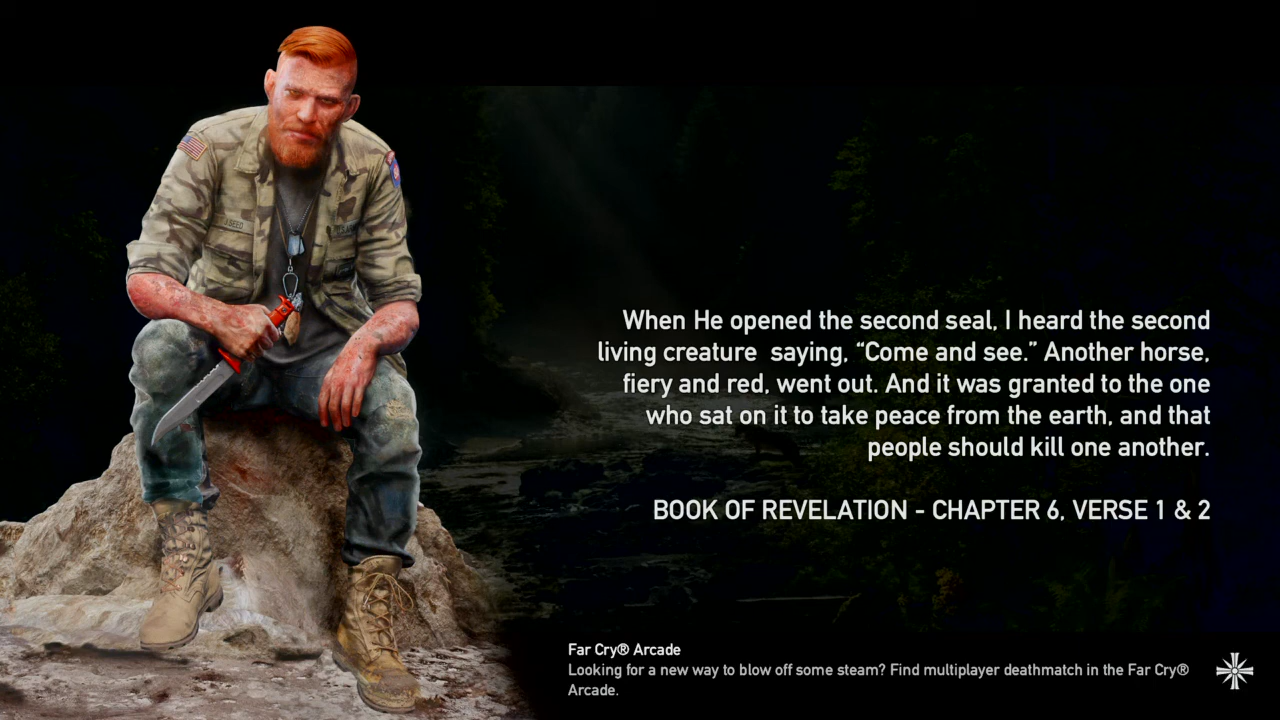 J.SEED
When He opened the second seal, I heard the second
living creature  saying, “Come and see.” Another horse,
fiery and red, went out. And it was granted to the one
who sat on it to take peace from the earth, and that
people should kill one another.
BOOK OF REVELATION - CHAPTER 6, VERSE 1 & 2
Far Cry® Arcade
Looking for a new way to blow off some steam? Find multiplayer deathmatch in the Far Cry®
Arcade.